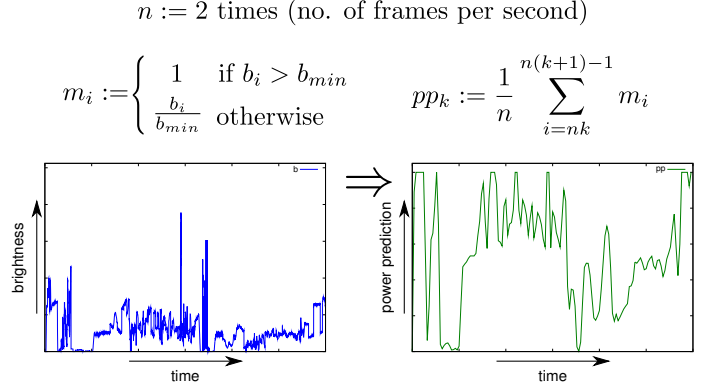 n := 2 times (no. of frames per second)
m_i := { 1 if b_i > b_min
b_i/b_min otherwise
pp_k := 1/n ∑_{i=nk}^{n(k+1)−1} m_i
b
⇒
pp
brightness
time
power prediction
time